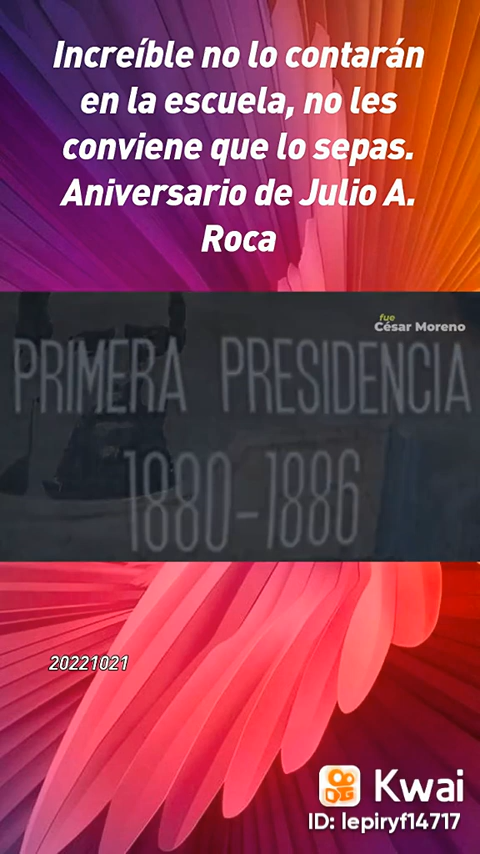 Increíble no lo contarán
en la escuela, no les
conviene que lo sepas.
Aniversario de Julio A.
Roca
fue
César Moreno
PRIMERA PRESIDENCIA
1880-1886
20221021
Kwai
ID: lepiryf14717